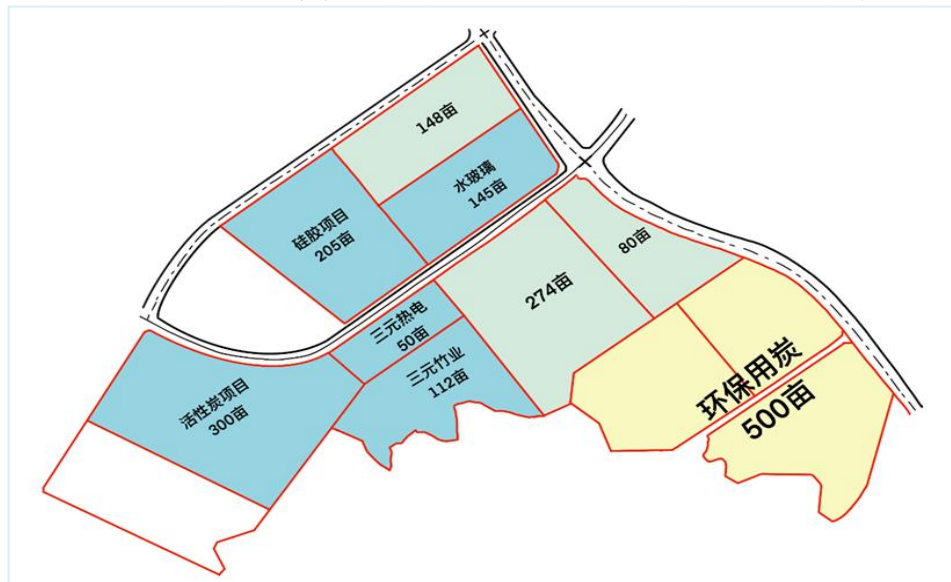 148亩
水玻璃
145亩
硅胶项目
205亩
80亩
274亩
三元热电
50亩
三元竹业
112亩
活性炭项目
300亩
环保用炭
500亩